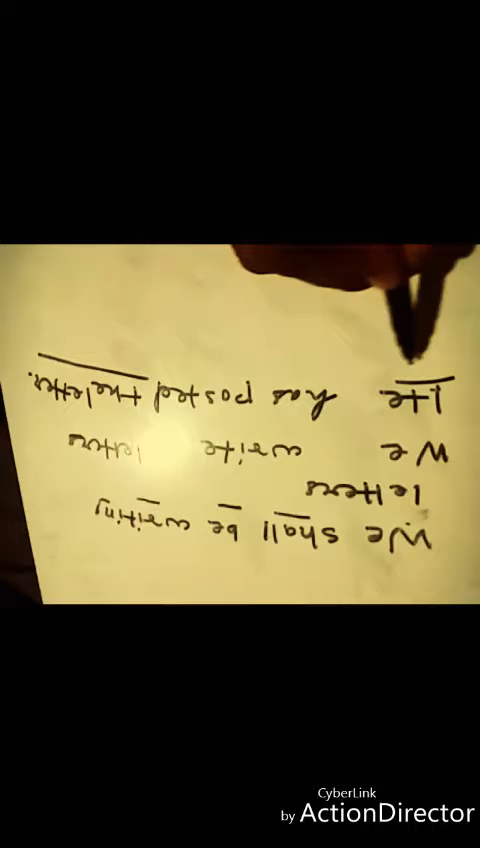 We shall be writing
letters
We write letters
He has posted the letter.
CyberLink
by ActionDirector